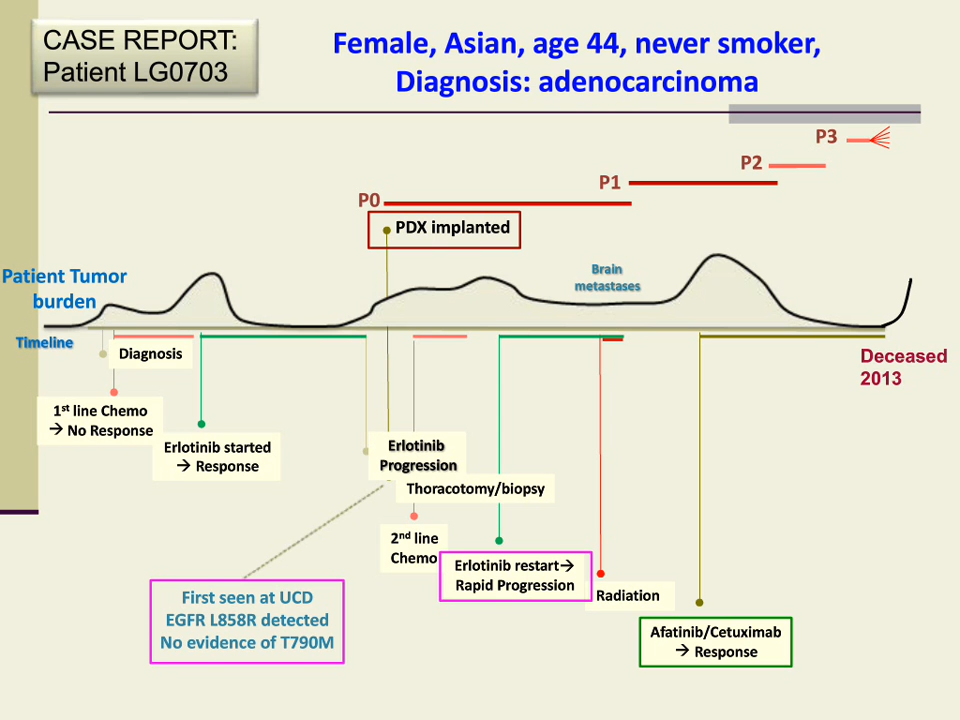 CASE REPORT:
Patient LG0703
Female, Asian, age 44, never smoker,
Diagnosis: adenocarcinoma
P3
P2
P1
P0
PDX implanted
Patient Tumor
burden
Brain
metastases
Timeline
Diagnosis
Deceased
2013
1st line Chemo
→ No Response
Erlotinib started
→ Response
Erlotinib
Progression
Thoracotomy/biopsy
2nd line
Chemo
Erlotinib restart→
Rapid Progression
Radiation
First seen at UCD
EGFR L858R detected
No evidence of T790M
Afatinib/Cetuximab
→ Response